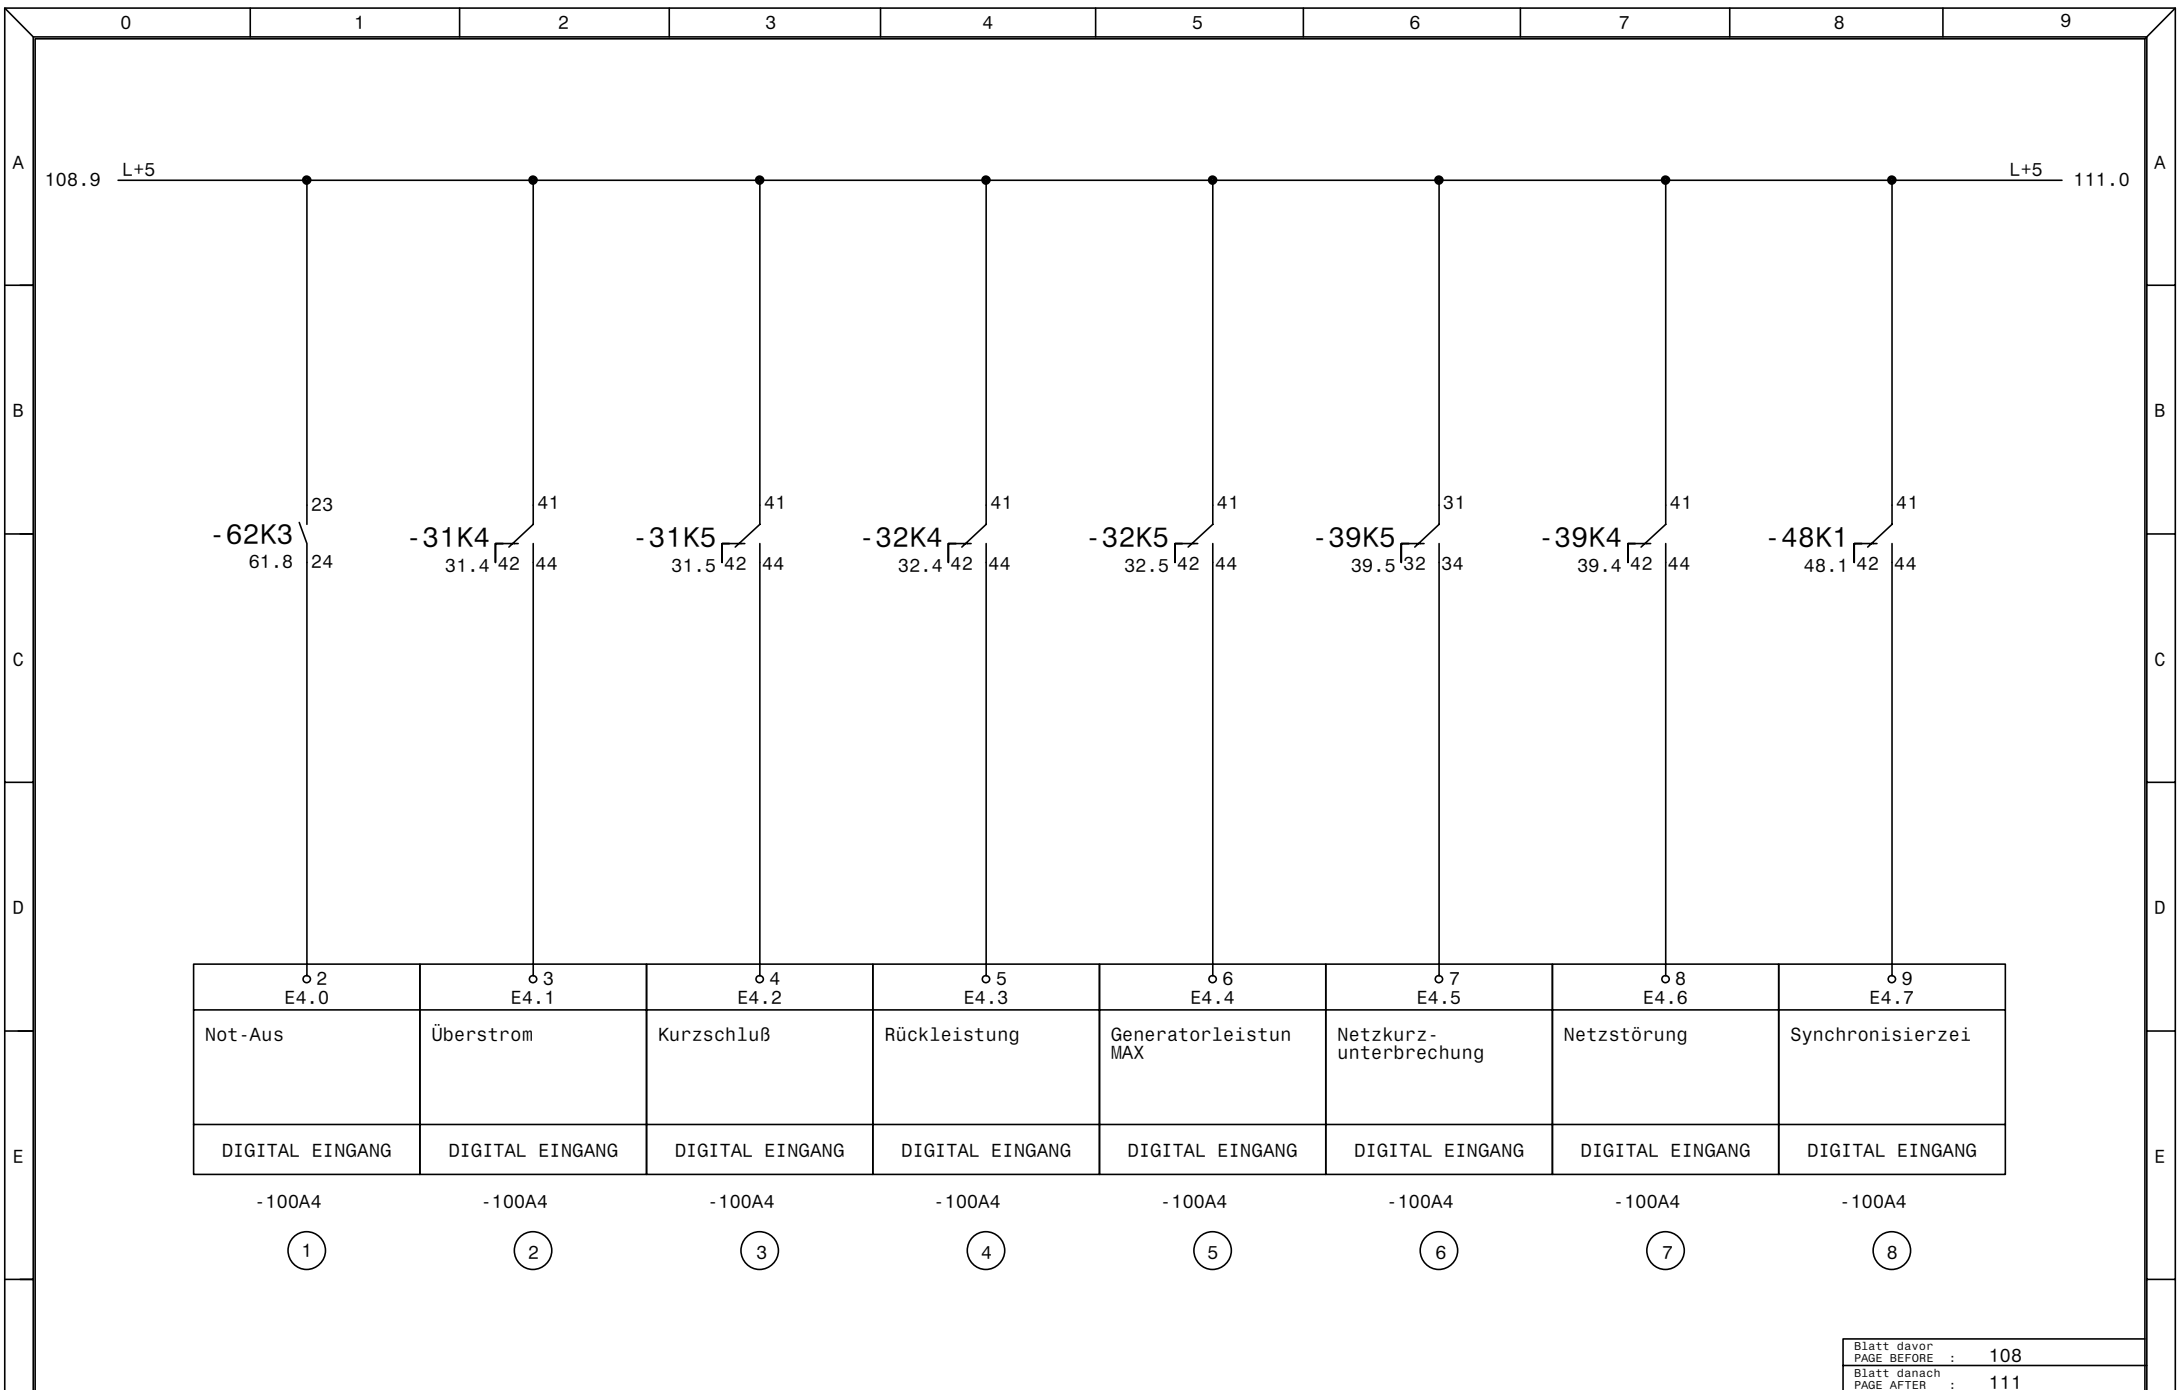 0 1 2 3 4 5 6 7 8 9
A A
108.9 L+5 L+5 111.0
B B
23 41 41 41 41 31 41 41
-62K3 -31K4 -31K5 -32K4 -32K5 -39K5 -39K4 -48K1
61.8 24 31.4 42 44 31.5 42 44 32.4 42 44 32.5 42 44 39.5 32 34 39.4 42 44 48.1 42 44
C C
D D
2 3 4 5 6 7 8 9
E4.0 E4.1 E4.2 E4.3 E4.4 E4.5 E4.6 E4.7
Not-Aus Überstrom Kurzschluß Rückleistung Generatorleistun Netzkurz- Netzstörung Synchronisierzei
MAX unterbrechung
DIGITAL EINGANG DIGITAL EINGANG DIGITAL EINGANG DIGITAL EINGANG DIGITAL EINGANG DIGITAL EINGANG DIGITAL EINGANG DIGITAL EINGANG
E E
-100A4 -100A4 -100A4 -100A4 -100A4 -100A4 -100A4 -100A4
1 2 3 4 5 6 7 8
Blatt davor
PAGE BEFORE : 108
Blatt danach
PAGE AFTER : 111